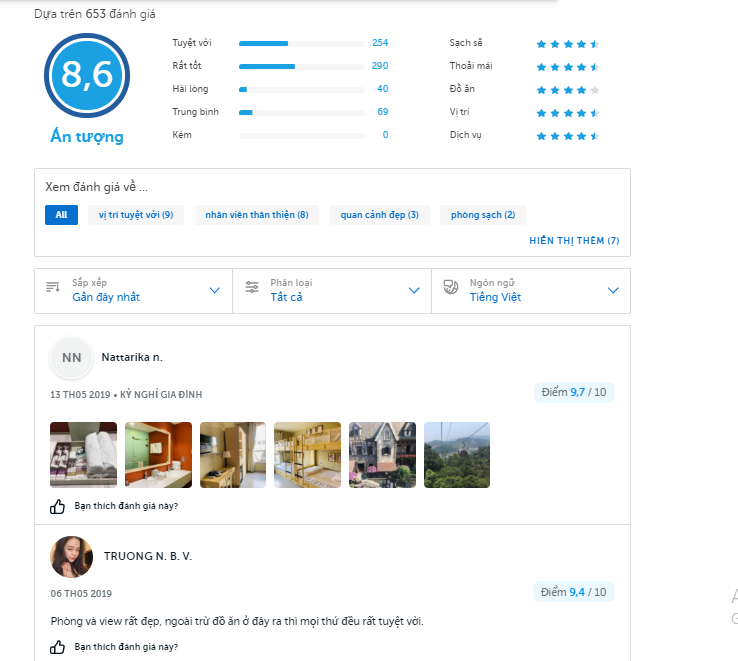 Dựa trên 653 đánh giá
8,6
Ấn tượng
Tuyệt vời 254
Rất tốt 290
Hài lòng 40
Trung bình 69
Kém 0
Sạch sẽ
Thoải mái
Đồ ăn
Vị trí
Dịch vụ
Xem đánh giá về ...
All vị trí tuyệt vời (9) nhân viên thân thiện (8) quan cảnh đẹp (3) phòng sạch (2)
HIỂN THỊ THÊM (7)
Sắp xếp
Gần đây nhất
Phân loại
Tất cả
Ngôn ngữ
Tiếng Việt
NN Nattarika n.
13 TH05 2019 • KỲ NGHỈ GIA ĐÌNH
Điểm 9,7 / 10
Bạn thích đánh giá này?
TRUONG N. B. V.
06 TH05 2019
Điểm 9,4 / 10
Phòng và view rất đẹp, ngoài trừ đồ ăn ở đây ra thì mọi thứ đều rất tuyệt vời.
Bạn thích đánh giá này?